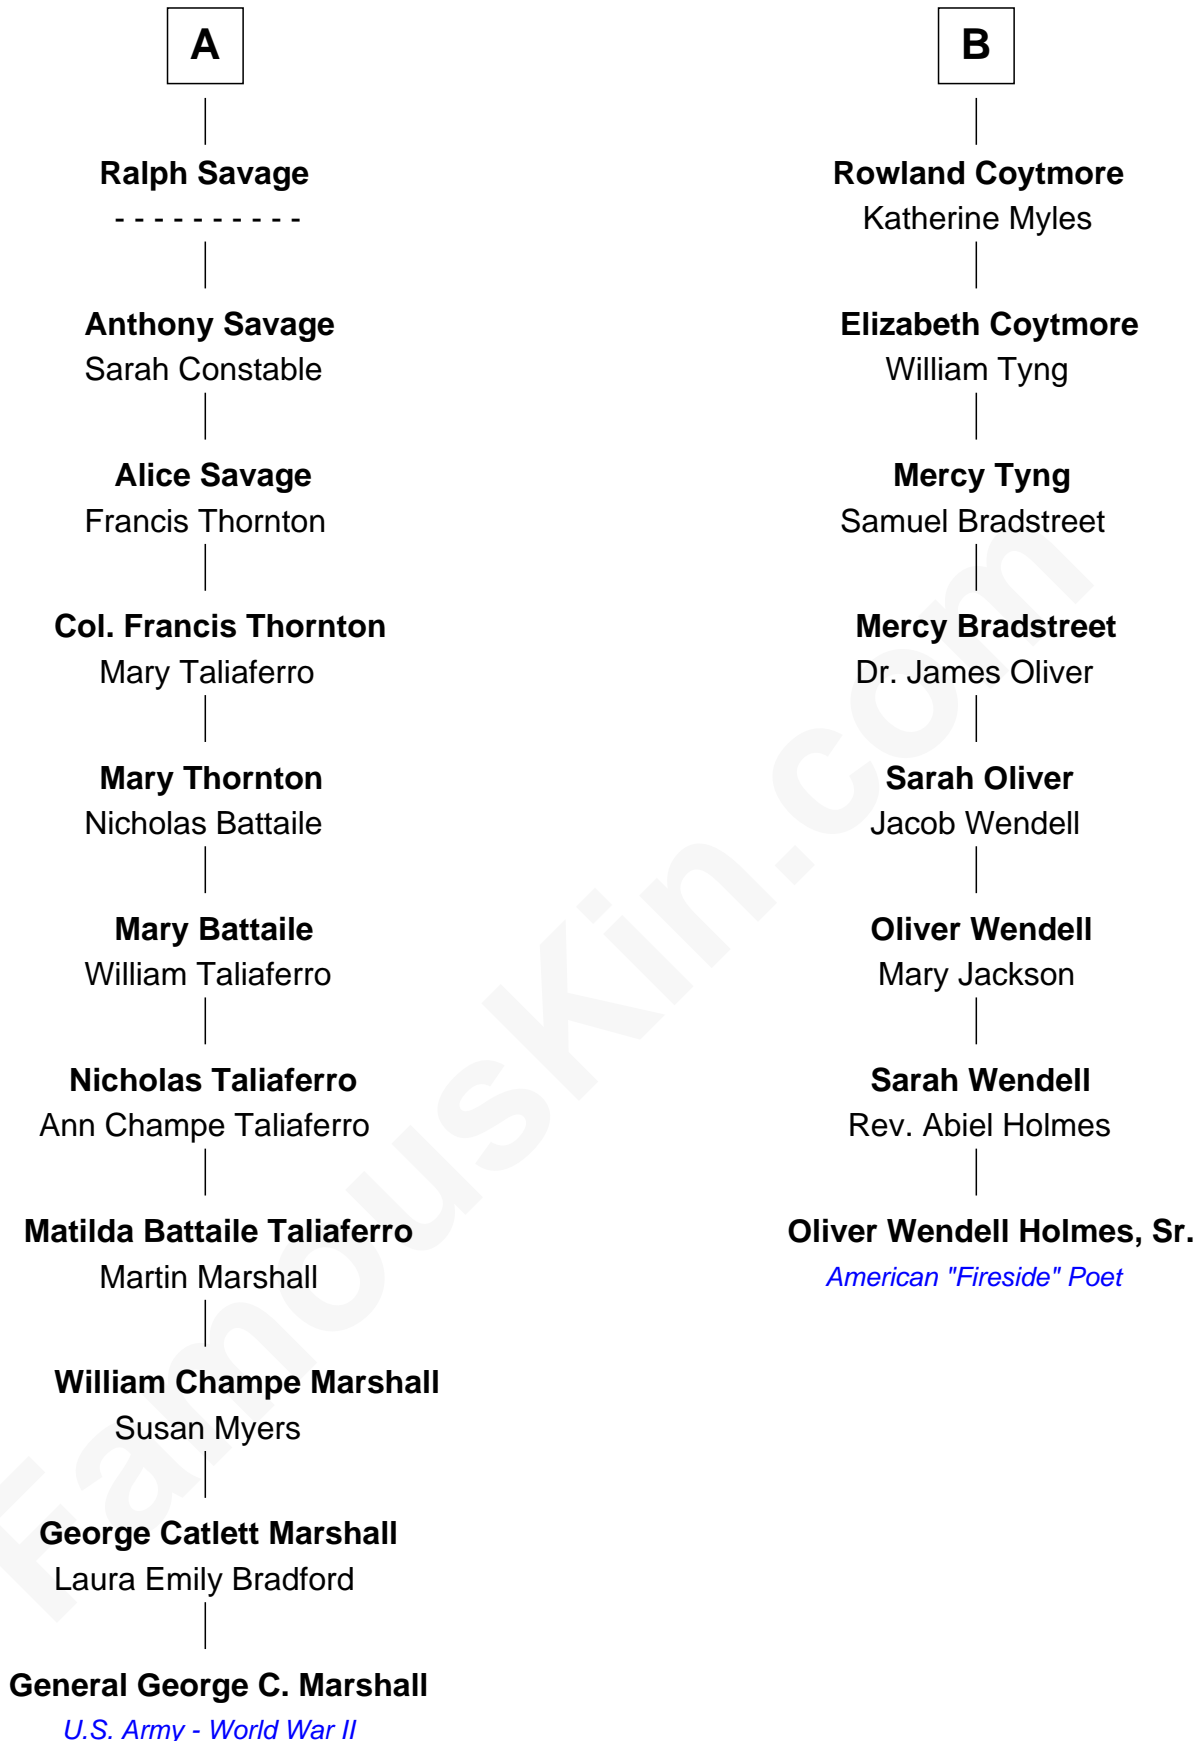 A
Ralph Savage
- - - - - - - - - -
Anthony Savage
Sarah Constable
Alice Savage
Francis Thornton
Col. Francis Thornton
Mary Taliaferro
Mary Thornton
Nicholas Battaile
Mary Battaile
William Taliaferro
Nicholas Taliaferro
Ann Champe Taliaferro
Matilda Battaile Taliaferro
Martin Marshall
William Champe Marshall
Susan Myers
George Catlett Marshall
Laura Emily Bradford
General George C. Marshall
U.S. Army - World War II
B
Rowland Coytmore
Katherine Myles
Elizabeth Coytmore
William Tyng
Mercy Tyng
Samuel Bradstreet
Mercy Bradstreet
Dr. James Oliver
Sarah Oliver
Jacob Wendell
Oliver Wendell
Mary Jackson
Sarah Wendell
Rev. Abiel Holmes
Oliver Wendell Holmes, Sr.
American "Fireside" Poet
FamousKin.com